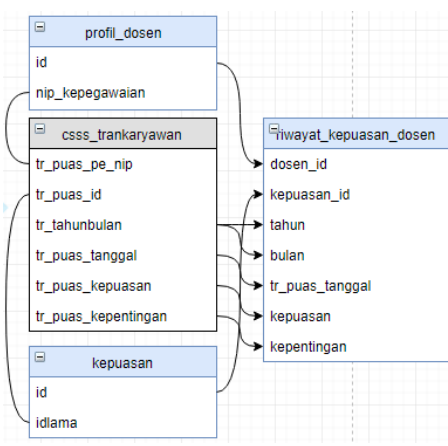 profil_dosen
id
nip_kepegawaian
csss_trankaryawan
tr_puas_pe_nip
tr_puas_id
tr_tahunbulan
tr_puas_tanggal
tr_puas_kepuasan
tr_puas_kepentingan
kepuasan
id
idlama
riwayat_kepuasan_dosen
dosen_id
kepuasan_id
tahun
bulan
tr_puas_tanggal
kepuasan
kepentingan